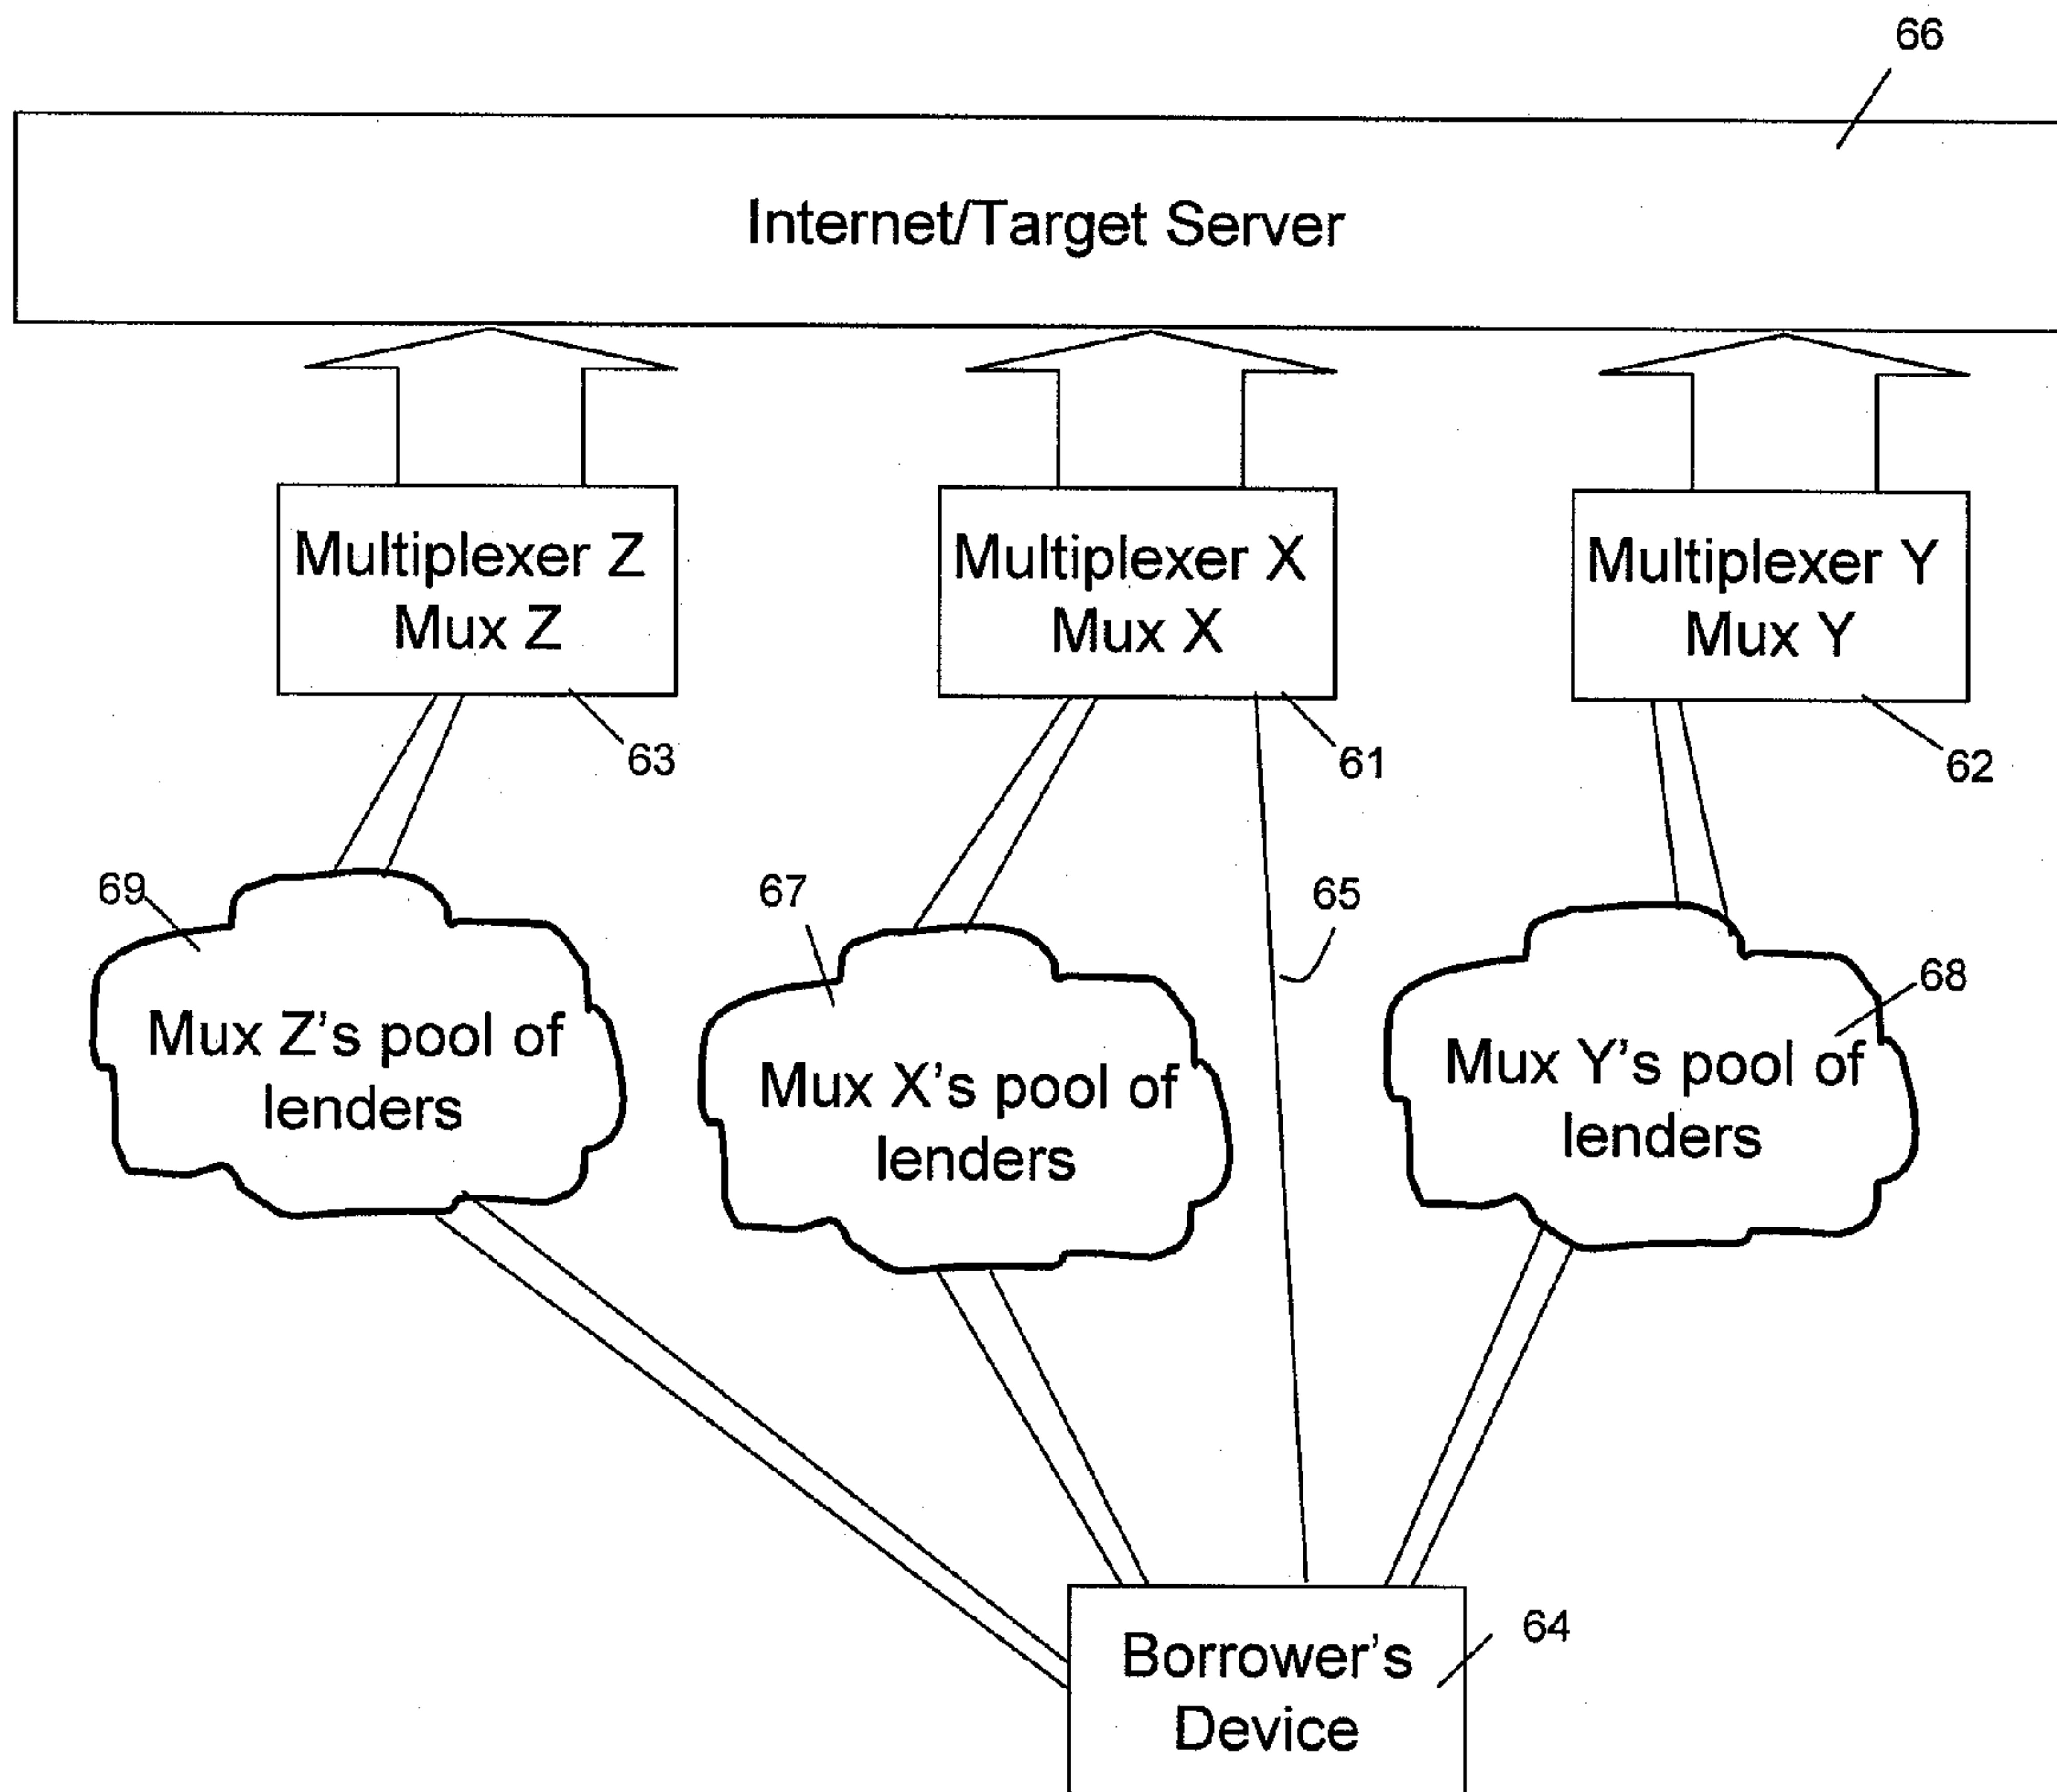 66
Internet/Target Server
Multiplexer Z
Mux Z
Multiplexer X
Mux X
Multiplexer Y
Mux Y
63
61
62
69
67
65
68
Mux Z's pool of
lenders
Mux X's pool of
lenders
Mux Y's pool of
lenders
64
Borrower's
Device